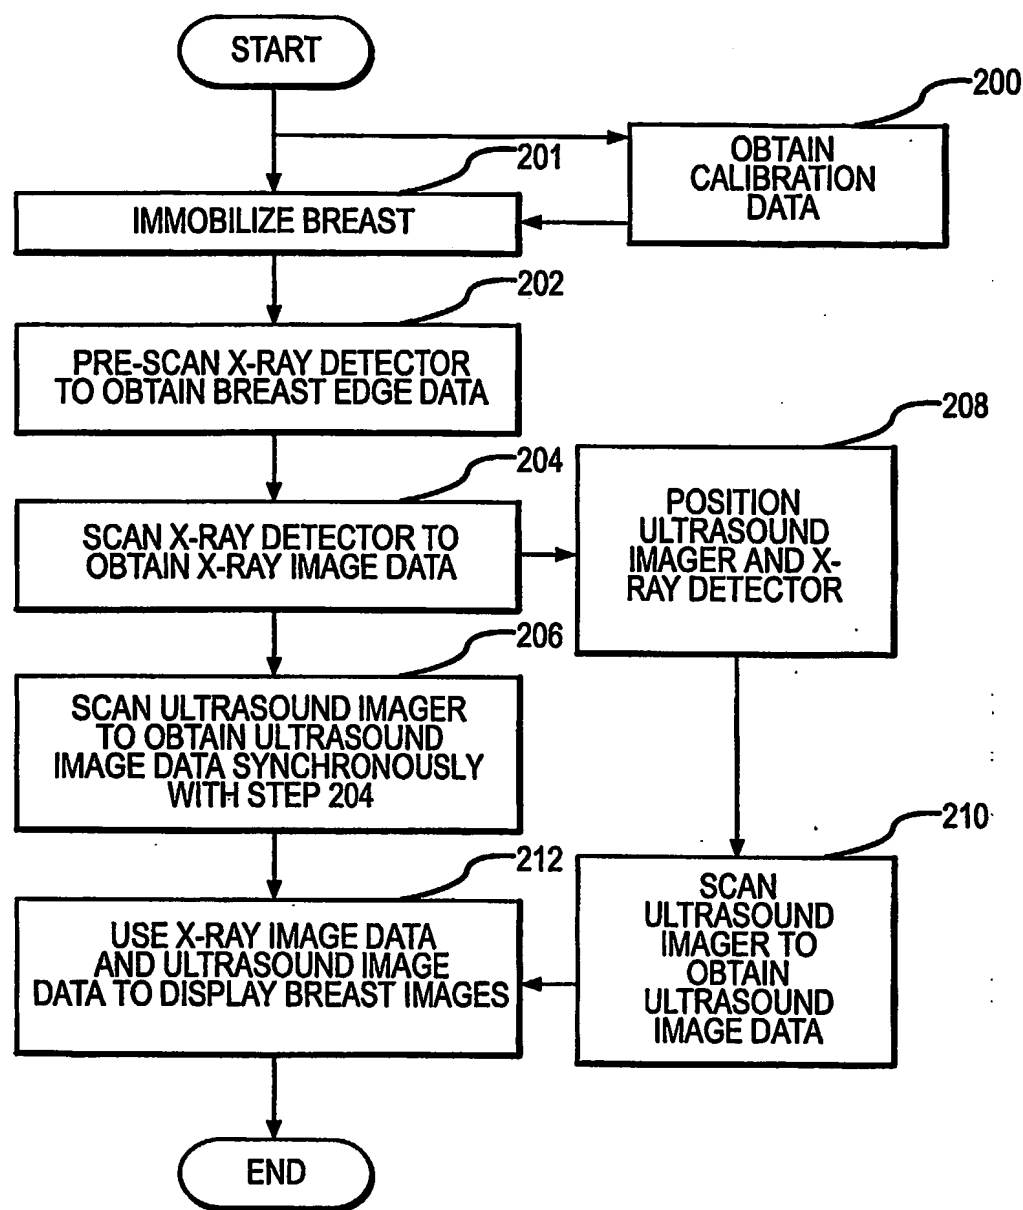 START
200
OBTAIN
CALIBRATION
DATA
201
IMMOBILIZE BREAST
202
PRE-SCAN X-RAY DETECTOR
TO OBTAIN BREAST EDGE DATA
204
SCAN X-RAY DETECTOR TO
OBTAIN X-RAY IMAGE DATA
208
POSITION
ULTRASOUND
IMAGER AND X-
RAY DETECTOR
206
SCAN ULTRASOUND IMAGER
TO OBTAIN ULTRASOUND
IMAGE DATA SYNCHRONOUSLY
WITH STEP 204
210
SCAN
ULTRASOUND
IMAGER TO
OBTAIN
ULTRASOUND
IMAGE DATA
212
USE X-RAY IMAGE DATA
AND ULTRASOUND IMAGE
DATA TO DISPLAY BREAST IMAGES
END